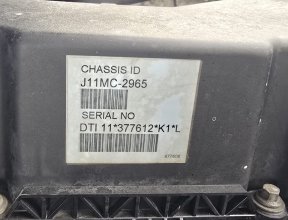 CHASSIS ID
J11MC-2965
SERIAL NO
DTI 11*377612*K1*L